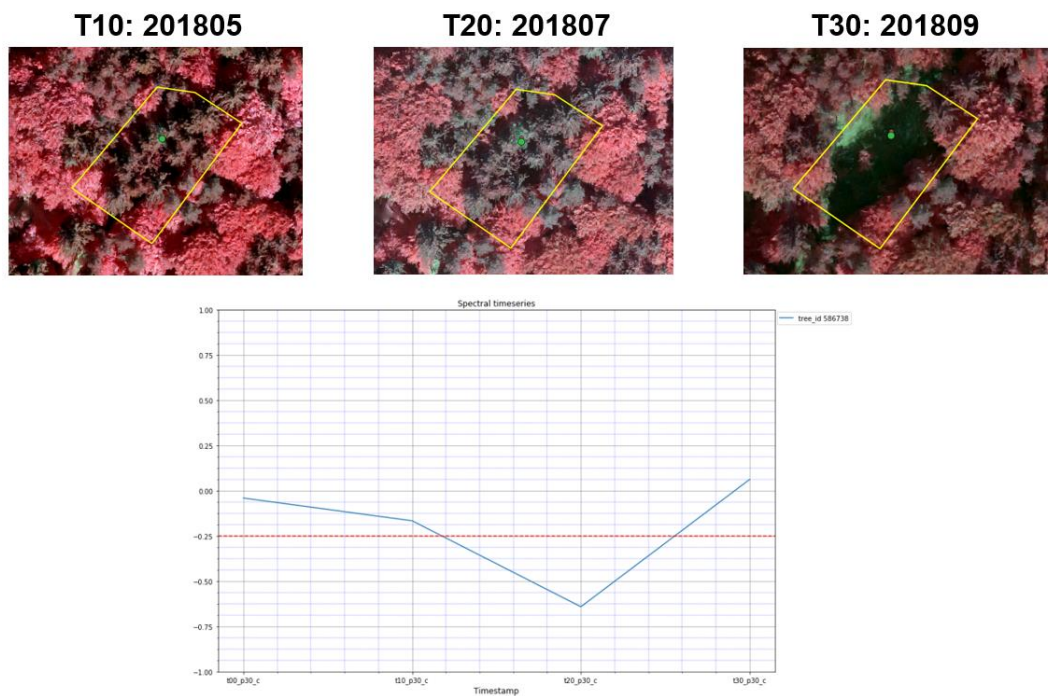 T10: 201805
T20: 201807
T30: 201809
Spectral timeseries
tree_id 586738
1.00
0.75
0.50
0.25
0.00
−0.25
−0.50
−0.75
−1.00
t00_p30_c
t10_p30_c
t20_p30_c
t30_p30_c
Timestamp